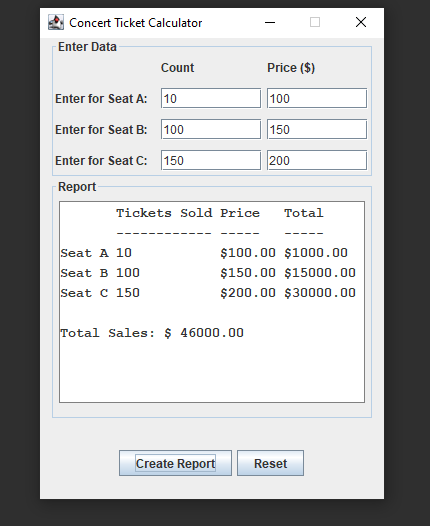 Concert Ticket Calculator
Enter Data
Count Price ($)
Enter for Seat A: 10 100
Enter for Seat B: 100 150
Enter for Seat C: 150 200
Report
Tickets Sold Price Total
------------ ----- -----
Seat A 10 $100.00 $1000.00
Seat B 100 $150.00 $15000.00
Seat C 150 $200.00 $30000.00
Total Sales: $ 46000.00
Create Report Reset